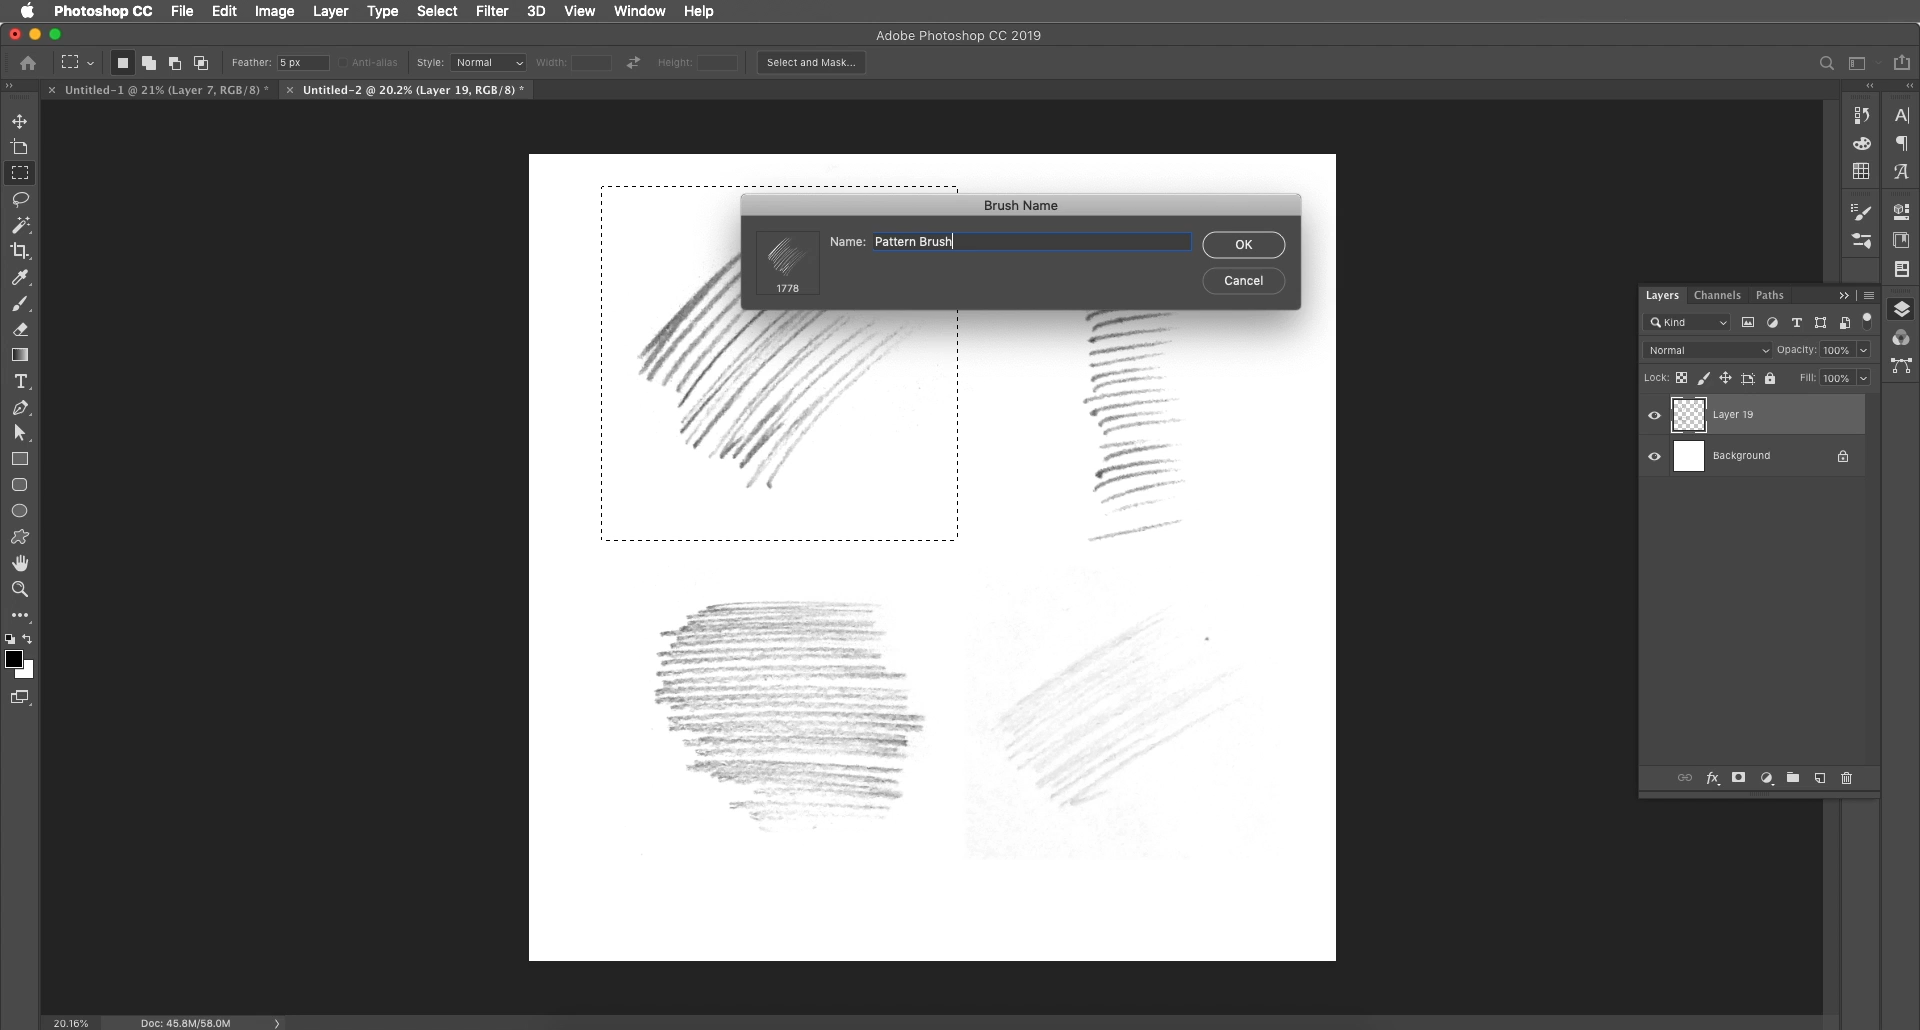 Photoshop CC File Edit Image Layer Type Select Filter 3D View Window Help
Adobe Photoshop CC 2019
Feather: 5 px Anti-alias Style: Normal Width: Height: Select and Mask...
Untitled-1 @ 21% (Layer 7, RGB/8) * Untitled-2 @ 20.2% (Layer 19, RGB/8) *
Brush Name
Name: Pattern Brush
OK
1778
Cancel
Layers Channels Paths
Kind
Normal Opacity: 100%
Lock: Fill: 100%
Layer 19
Background
fx
20.16% Doc: 45.8M/58.0M